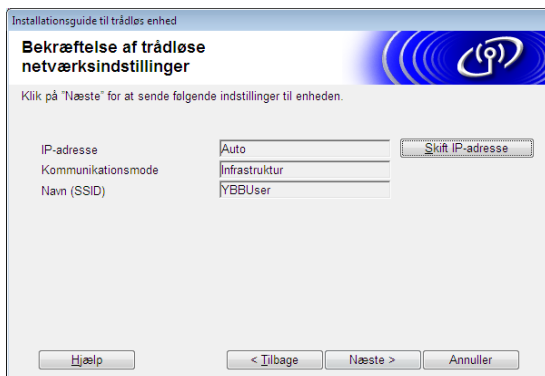 Installationsguide til trådløs enhed
Bekræftelse af trådløse
netværksindstillinger
Klik på "Næste" for at sende følgende indstillinger til enheden.
IP-adresse Auto Skift IP-adresse
Kommunikationsmode Infrastruktur
Navn (SSID) YBBUser
Hjælp < Tilbage Næste > Annuller